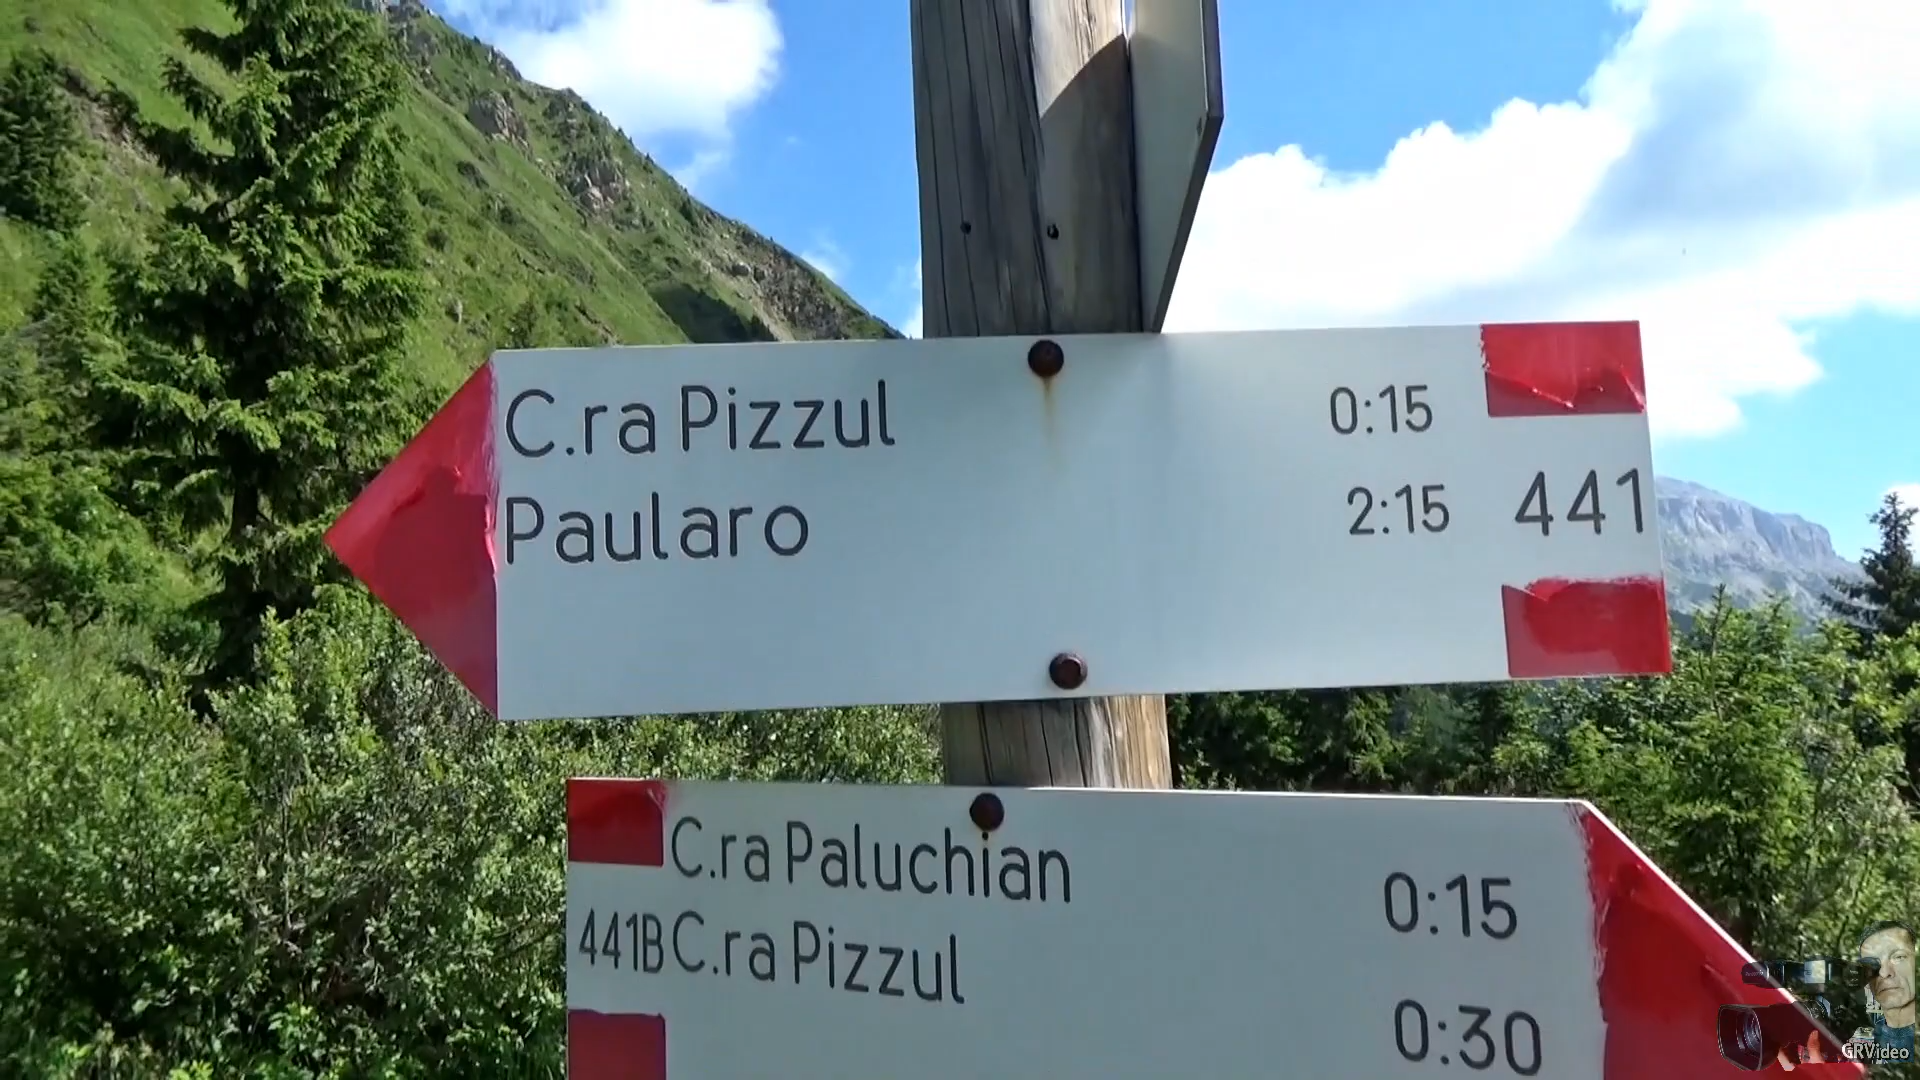 C.ra Pizzul 0:15
Paularo 2:15 441
C.ra Paluchian 0:15
441B C.ra Pizzul 0:30
GRVideo